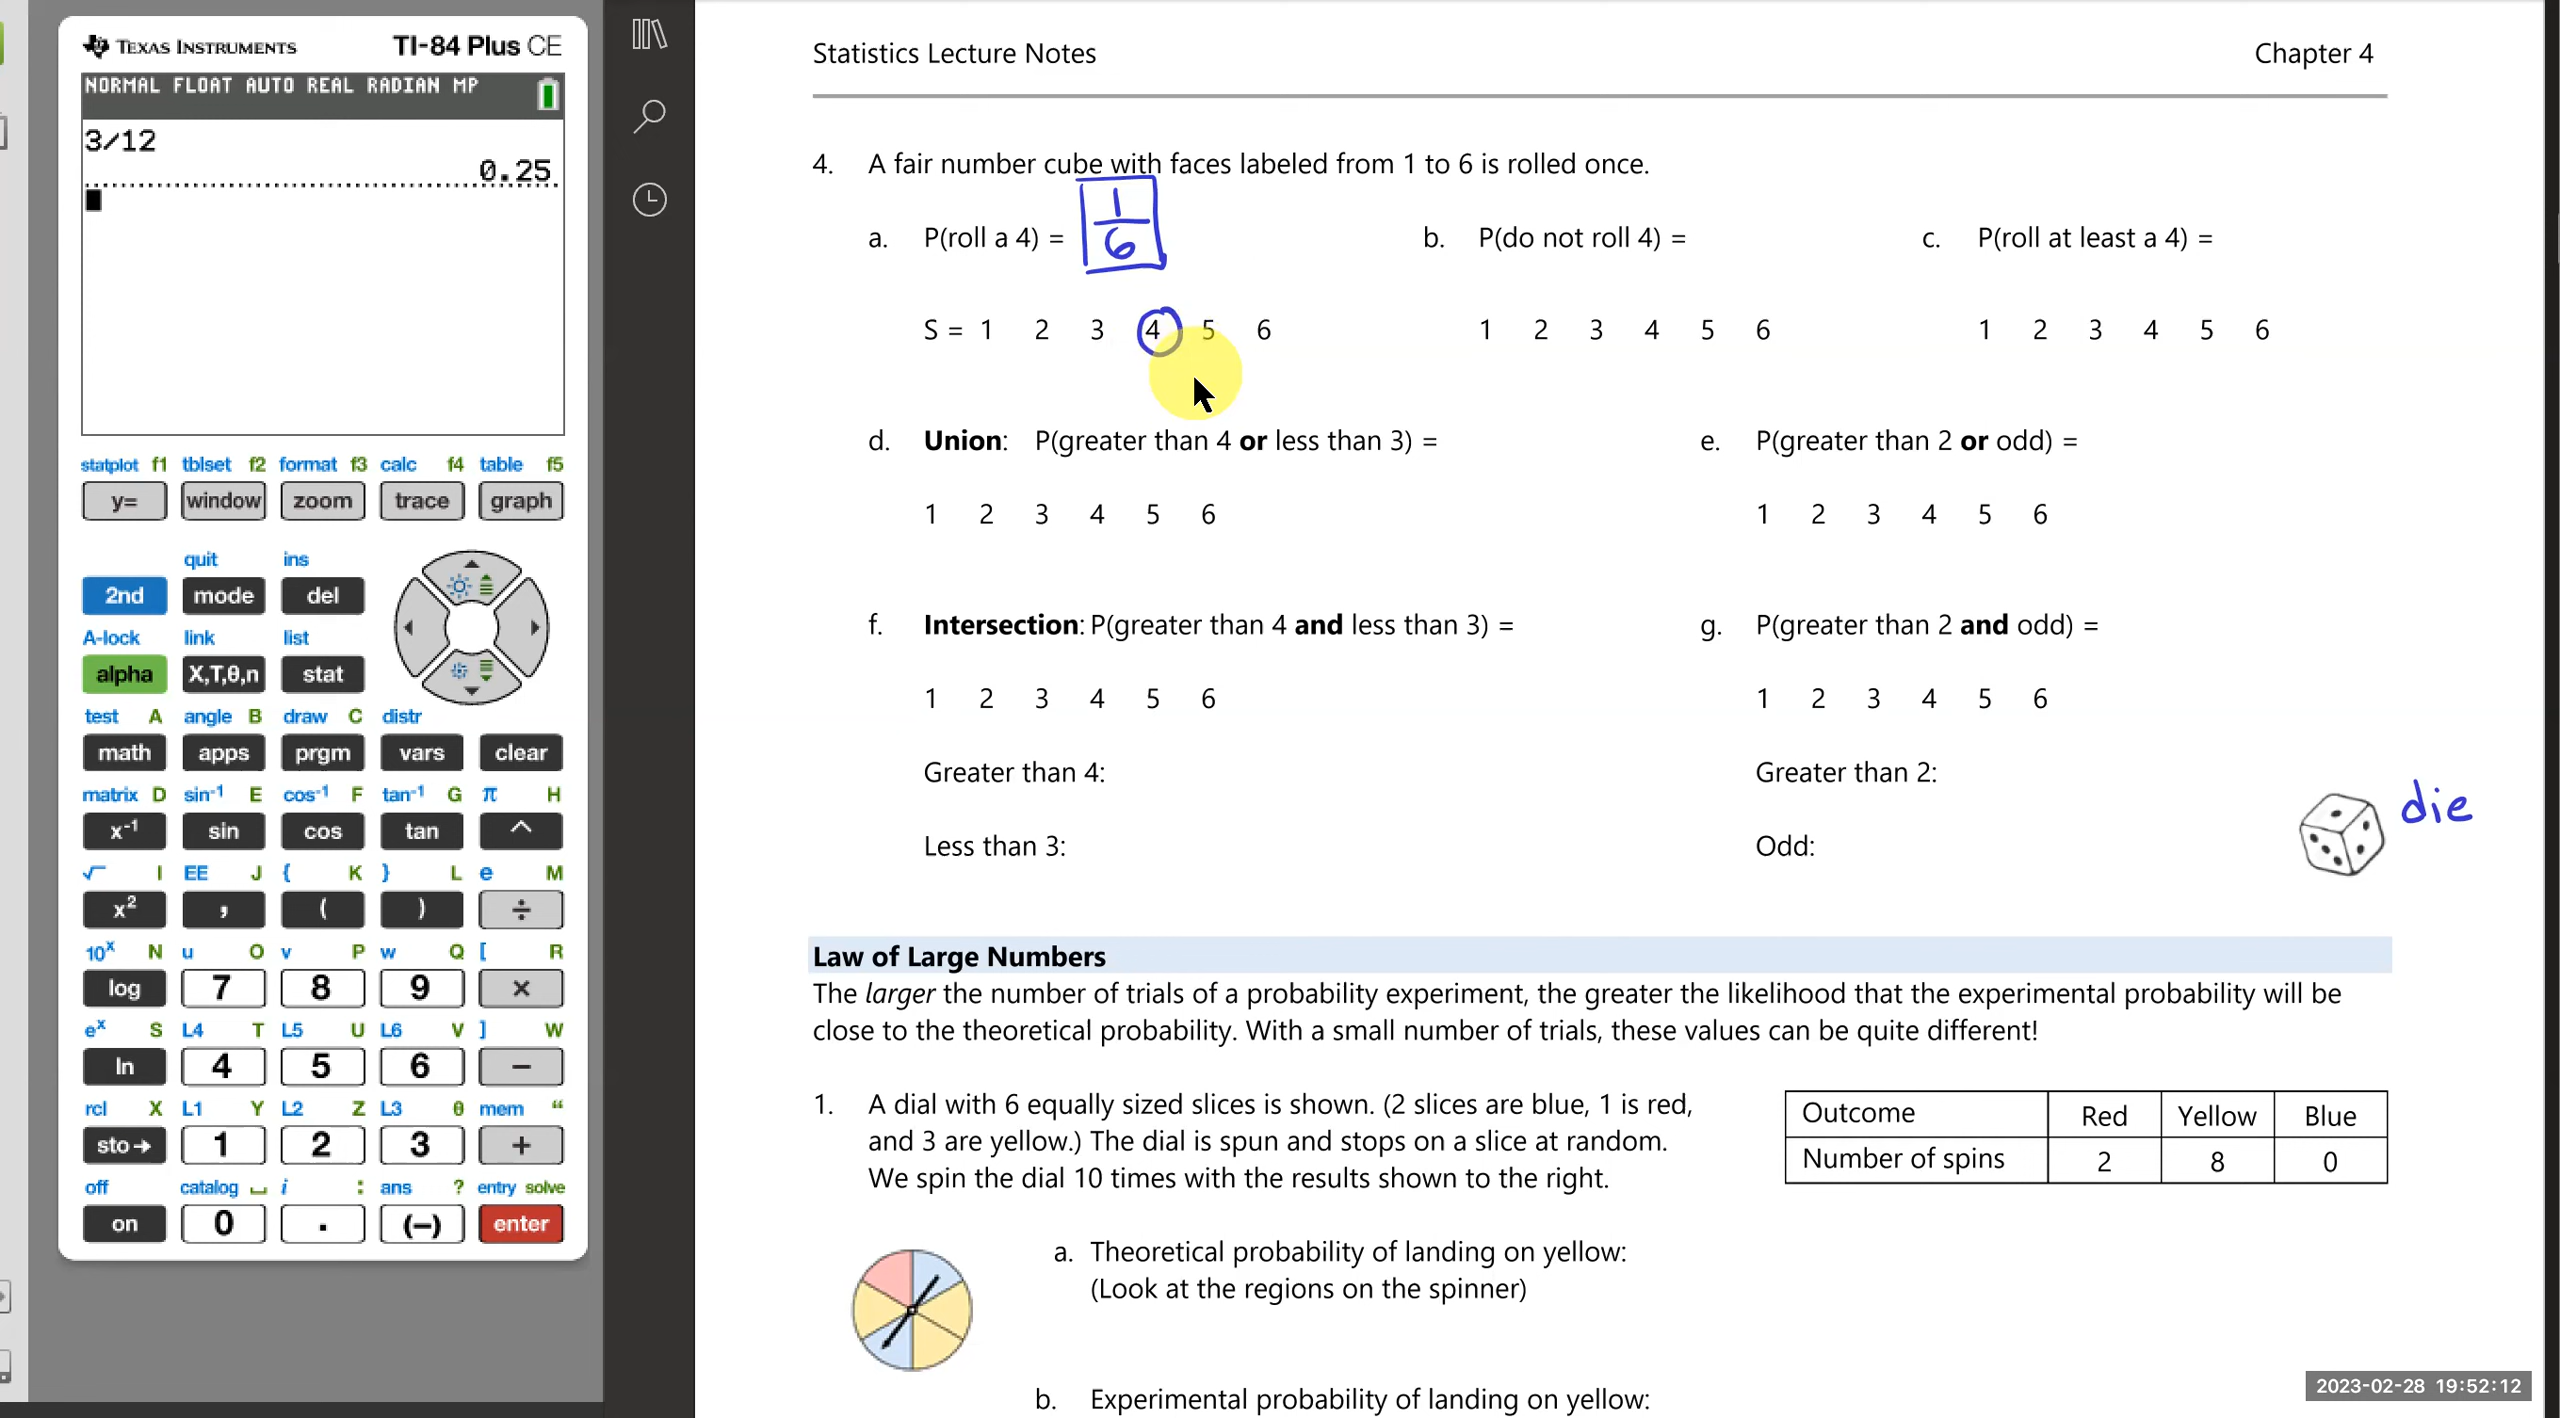 TEXAS INSTRUMENTS TI-84 Plus CE
NORMAL FLOAT AUTO REAL RADIAN MP
3/12
0.25
statplot f1 tblset f2 format f3 calc f4 table f5
y= window zoom trace graph
quit ins
2nd mode del
A-lock link list
alpha X,T,θ,n stat
test A angle B draw C distr
math apps prgm vars clear
matrix D sin⁻¹ E cos⁻¹ F tan⁻¹ G π H
x⁻¹ sin cos tan ^
√ I EE J { K } L e M
x² , ( ) ÷
10ˣ N u O v P w Q [ R
log 7 8 9 ×
eˣ S L4 T L5 U L6 V ] W
ln 4 5 6 −
rcl X L1 Y L2 Z L3 θ mem “
sto→ 1 2 3 +
off catalog ⎵ i : ans ? entry solve
on 0 . (−) enter
Statistics Lecture Notes Chapter 4
4. A fair number cube with faces labeled from 1 to 6 is rolled once.
a. P(roll a 4) = 1/6 b. P(do not roll 4) = c. P(roll at least a 4) =
S = 1 2 3 4 5 6 1 2 3 4 5 6 1 2 3 4 5 6
d. Union: P(greater than 4 or less than 3) = e. P(greater than 2 or odd) =
1 2 3 4 5 6 1 2 3 4 5 6
f. Intersection: P(greater than 4 and less than 3) = g. P(greater than 2 and odd) =
1 2 3 4 5 6 1 2 3 4 5 6
Greater than 4: Greater than 2:
die
Less than 3: Odd:
Law of Large Numbers
The larger the number of trials of a probability experiment, the greater the likelihood that the experimental probability will be
close to the theoretical probability. With a small number of trials, these values can be quite different!
1. A dial with 6 equally sized slices is shown. (2 slices are blue, 1 is red,
and 3 are yellow.) The dial is spun and stops on a slice at random.
We spin the dial 10 times with the results shown to the right.
Outcome Red Yellow Blue
Number of spins 2 8 0
a. Theoretical probability of landing on yellow:
(Look at the regions on the spinner)
b. Experimental probability of landing on yellow:
2023-02-28 19:52:12